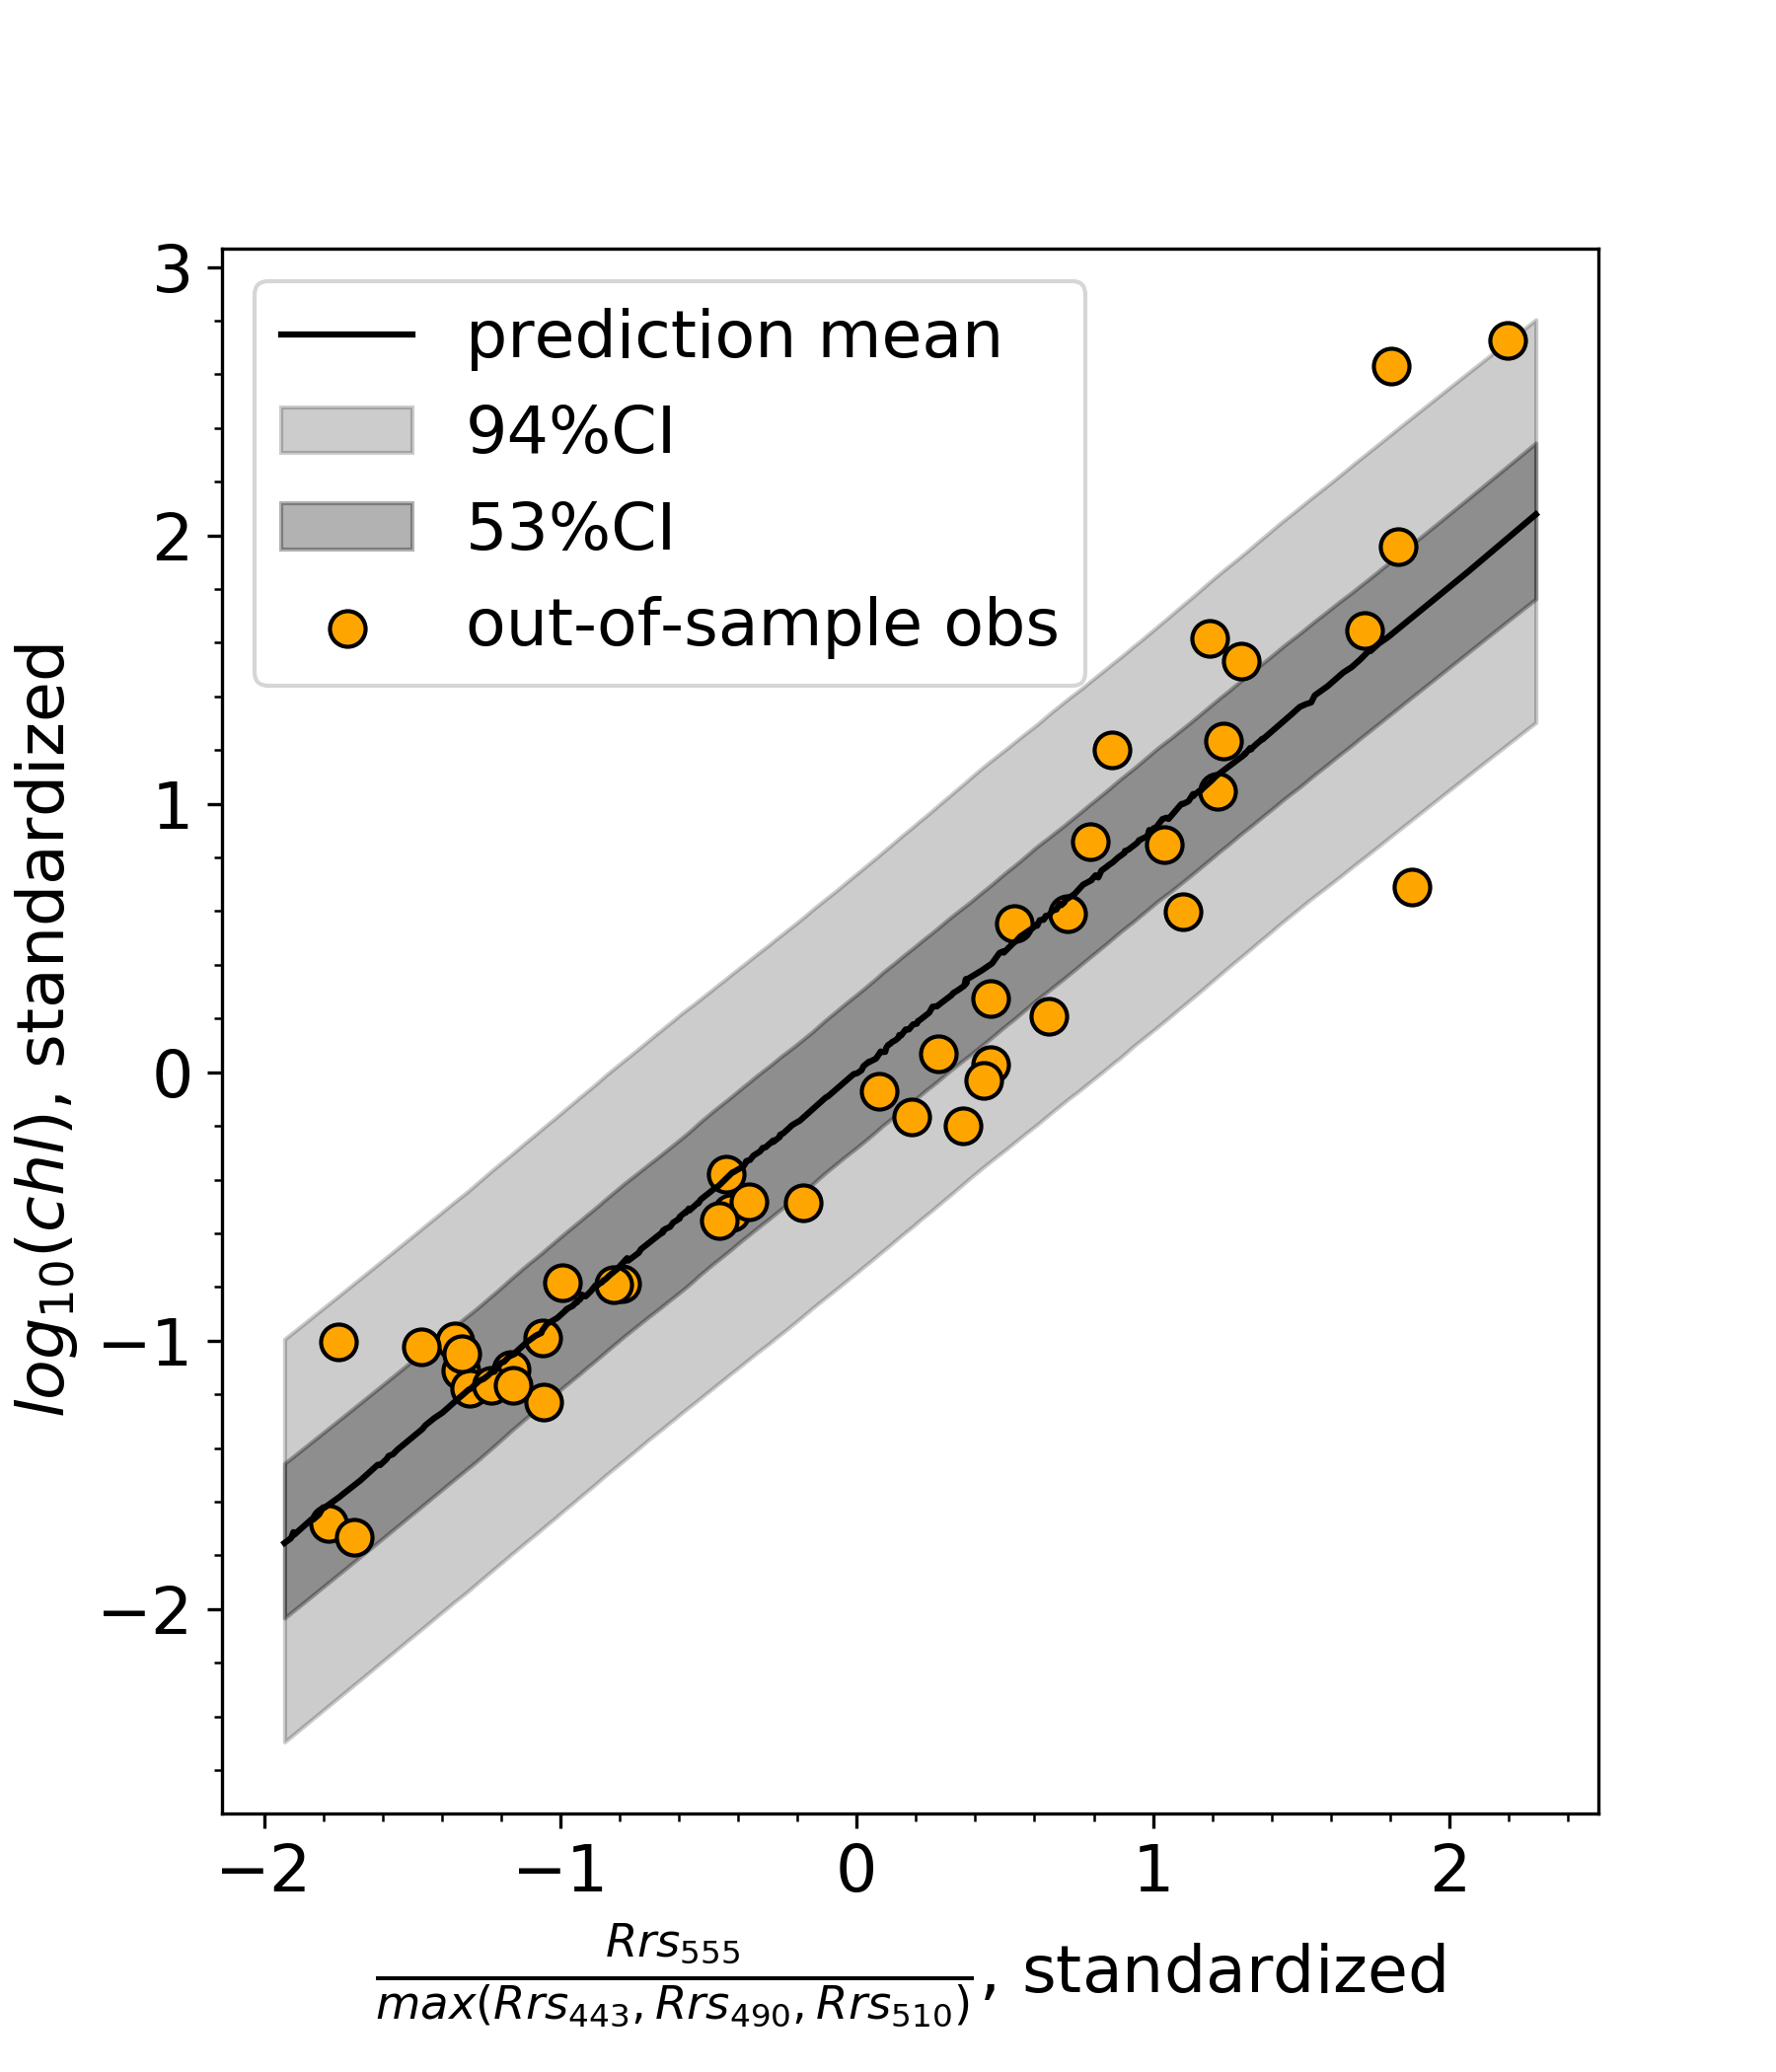 3
2
1
0
−1
−2
log₁₀(chl), standardized
prediction mean
94%CI
53%CI
out-of-sample obs
−2 −1 0 1 2
Rrs₅₅₅
max(Rrs₄₄₃, Rrs₄₉₀, Rrs₅₁₀)
, standardized